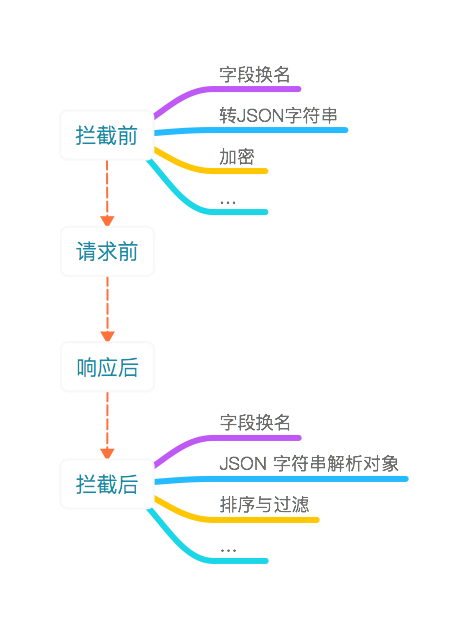 字段换名
转JSON字符串
拦截前
加密
...
请求前
响应后
字段换名
JSON 字符串解析对象
拦截后
排序与过滤
...